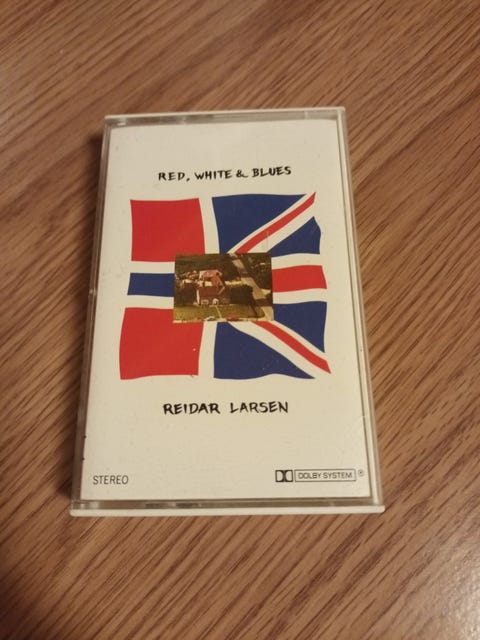 RED, WHITE & BLUES
REIDAR LARSEN
STEREO
DOLBY SYSTEM ®